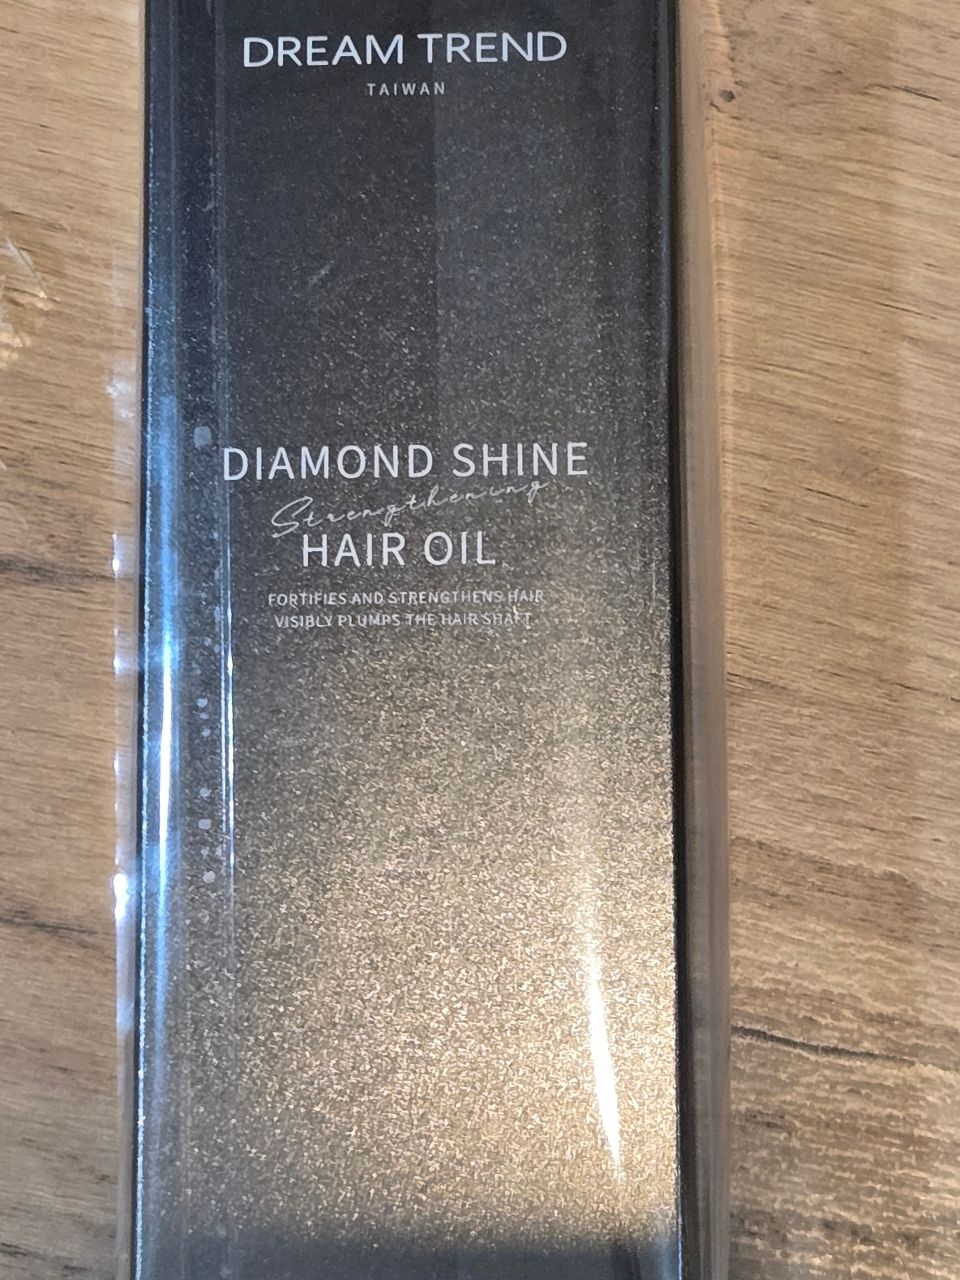 DREAM TREND
TAIWAN
DIAMOND SHINE
Strengthening
HAIR OIL
FORTIFIES AND STRENGTHENS HAIR
VISIBLY PLUMPS THE HAIR SHAFT